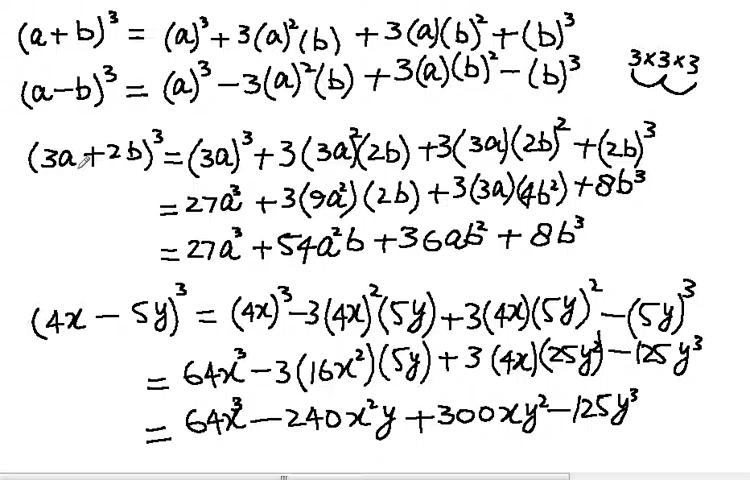 (a+b)³ = (a)³ + 3(a)²(b) + 3(a)(b)² + (b)³
(a-b)³ = (a)³ - 3(a)²(b) + 3(a)(b)² - (b)³
3×3×3
(3a+2b)³ = (3a)³ + 3(3a)²(2b) + 3(3a)(2b)² + (2b)³
= 27a³ + 3(9a²)(2b) + 3(3a)(4b²) + 8b³
= 27a³ + 54a²b + 36ab² + 8b³
(4x - 5y)³ = (4x)³ - 3(4x)²(5y) + 3(4x)(5y)² - (5y)³
= 64x³ - 3(16x²)(5y) + 3(4x)(25y²) - 125y³
= 64x³ - 240x²y + 300xy² - 125y³